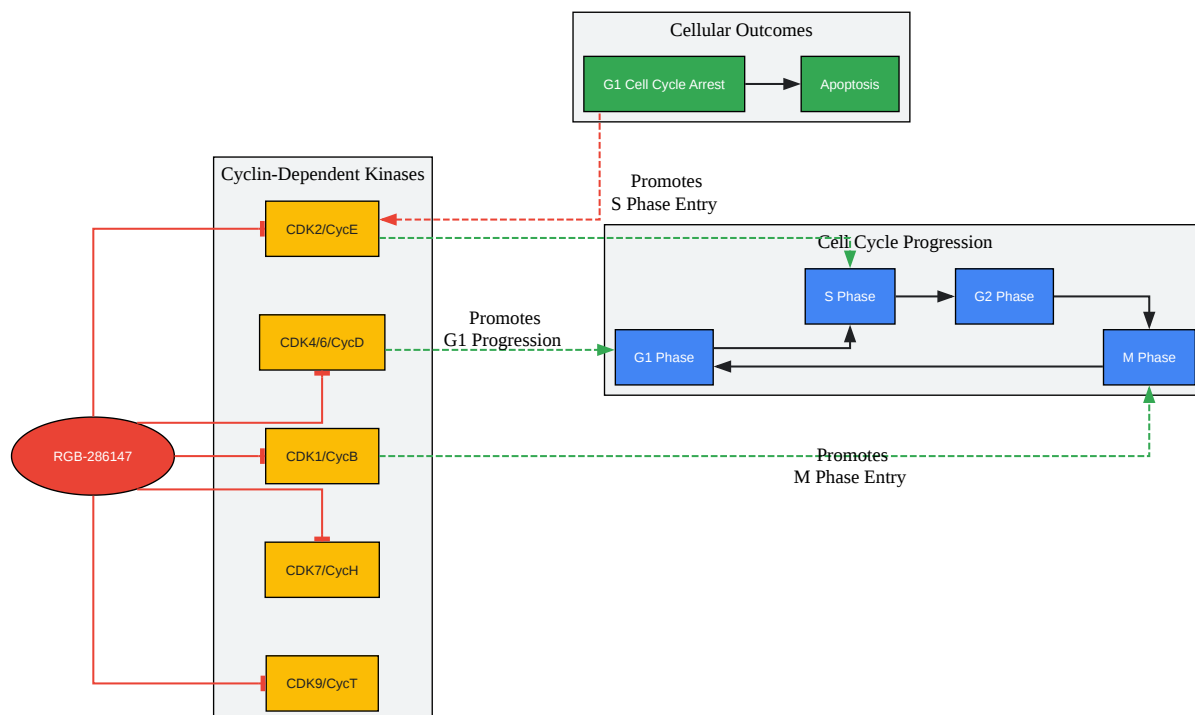 Cellular Outcomes
G1 Cell Cycle Arrest
Apoptosis
Cyclin-Dependent Kinases
CDK2/CycE
Promotes
S Phase Entry
Cell Cycle Progression
S Phase
G2 Phase
CDK4/6/CycD
Promotes
G1 Progression
G1 Phase
M Phase
RGB-286147
CDK1/CycB
Promotes
M Phase Entry
CDK7/CycH
CDK9/CycT